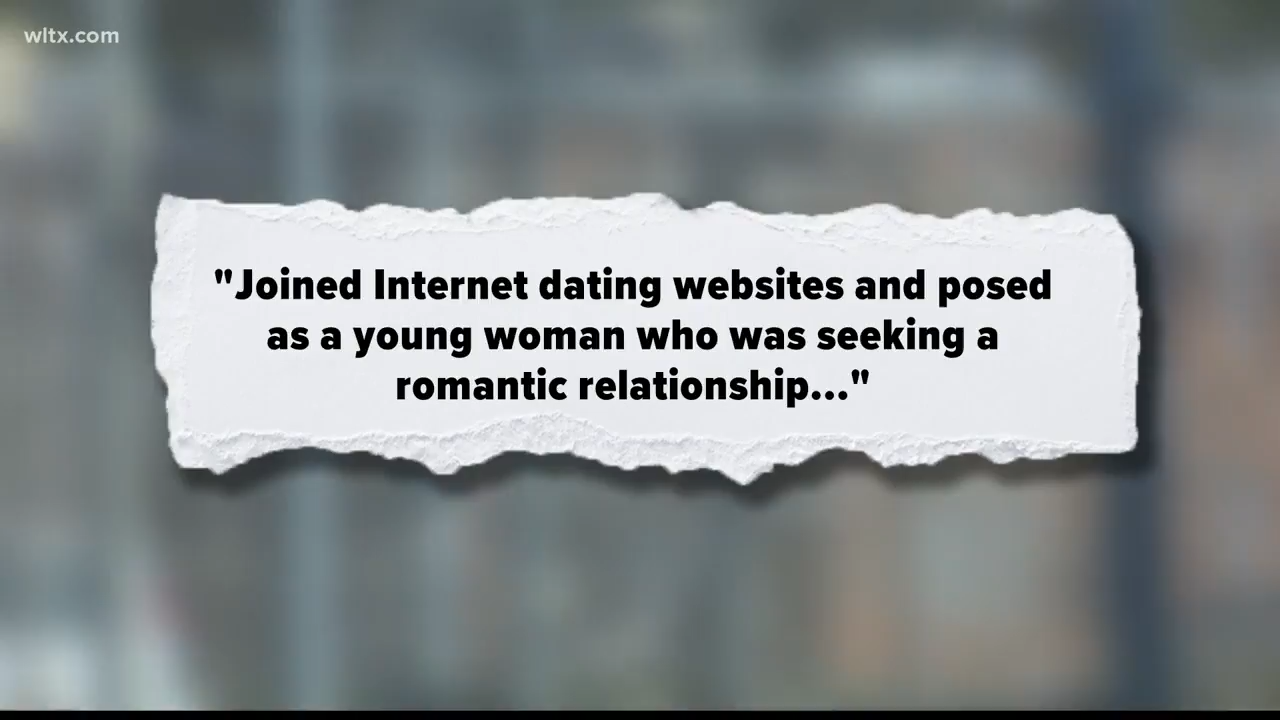 wltx.com
"Joined Internet dating websites and posed
as a young woman who was seeking a
romantic relationship..."